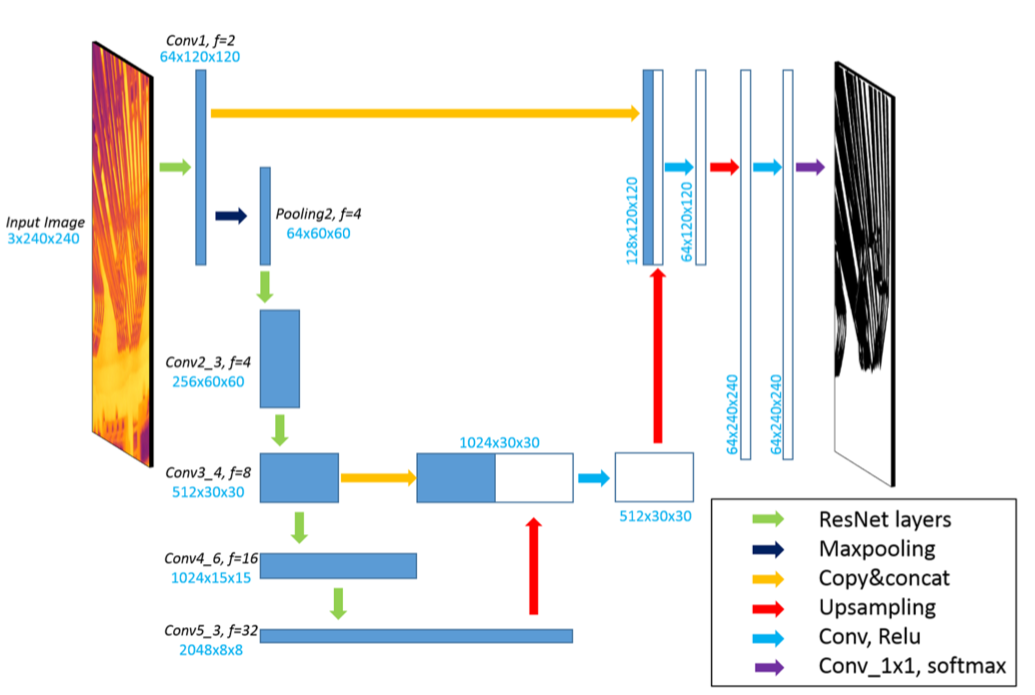 Conv1, f=2
64x120x120
Input Image
3x240x240
Pooling2, f=4
64x60x60
Conv2_3, f=4
256x60x60
Conv3_4, f=8
512x30x30
Conv4_6, f=16
1024x15x15
Conv5_3, f=32
2048x8x8
1024x30x30
512x30x30
128x120x120
64x120x120
64x240x240
64x240x240
ResNet layers
Maxpooling
Copy&concat
Upsampling
Conv, Relu
Conv_1x1, softmax